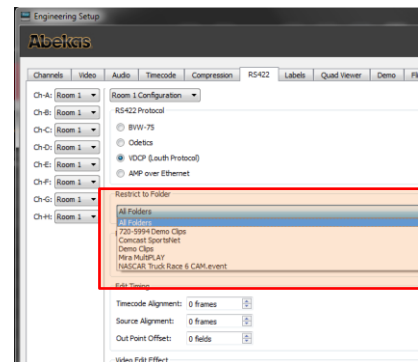 Engineering Setup
Abekas
Channels Video Audio Timecode Compression RS422 Labels Quad Viewer Demo
Ch-A: Room 1 Room 1 Configuration
Ch-B: Room 1 RS422 Protocol
Ch-C: Room 1 BVW-75
Ch-D: Room 1 Odetics
Ch-E: Room 1 VDCP (Louth Protocol)
Ch-F: Room 1 AMP over Ethernet
Ch-G: Room 1 Restrict to Folder
Ch-H: Room 1 All Folders
All Folders
720-5994 Demo Clips
Comcast SportsNet
Demo Clips
Mira MultiPLAY
NASCAR Truck Race 6 CAM.event
Edit Timing
Timecode Alignment: 0 frames
Source Alignment: 0 frames
Out Point Offset: 0 fields
Video Edit Effect